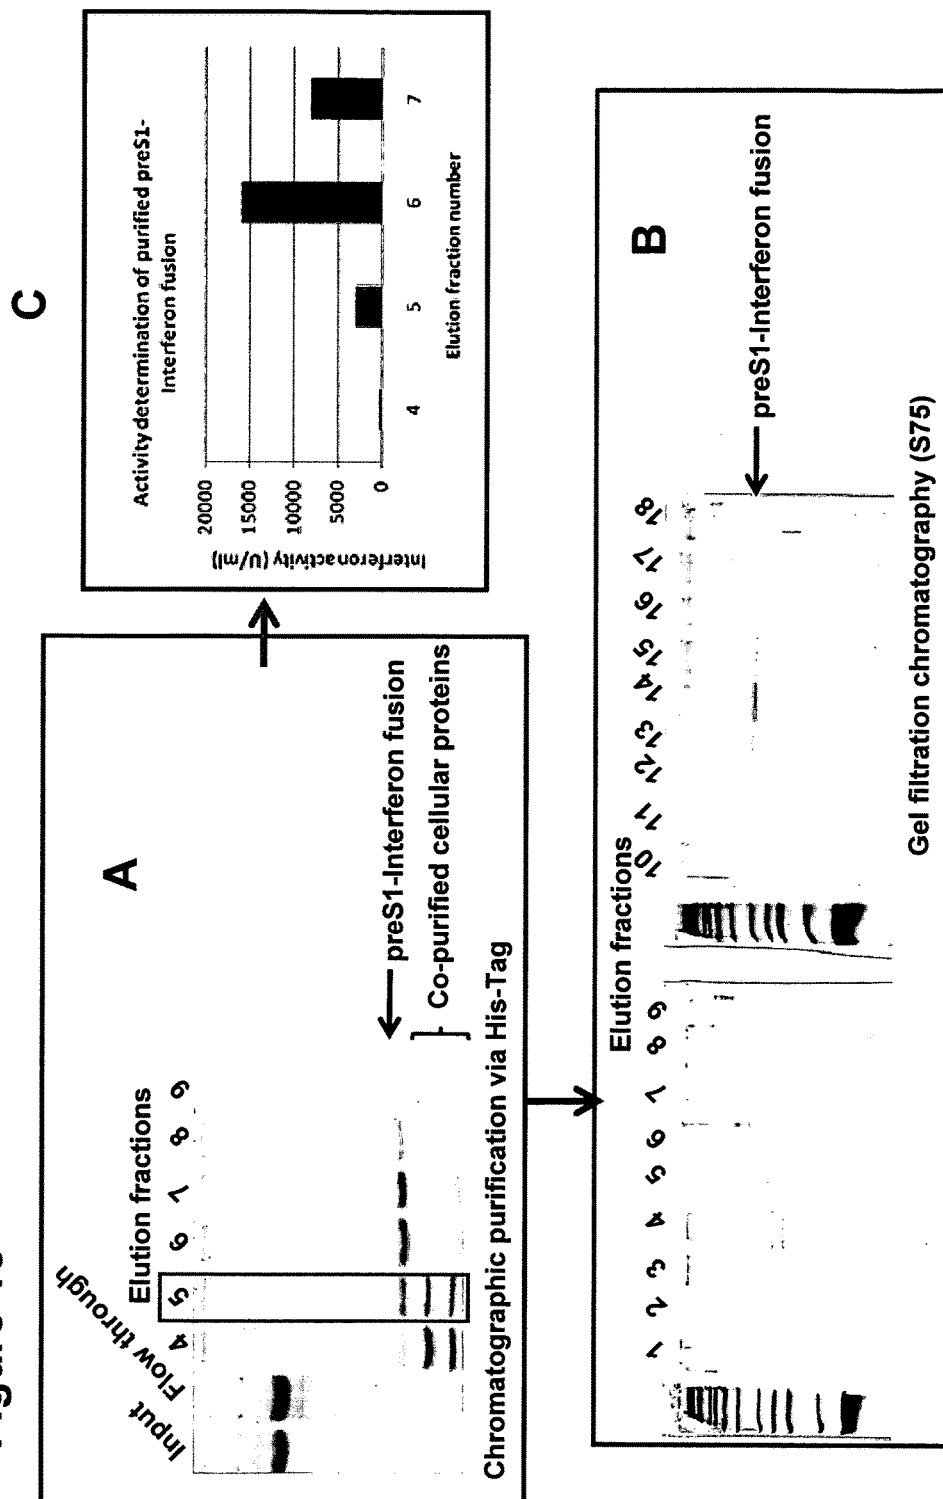 A
Input
Flow through
Elution fractions
4 5 6 7 8 9
preS1-Interferon fusion
Co-purified cellular proteins
Chromatographic purification via His-Tag
C
Activity determination of purified preS1-
Interferon fusion
Interferonactivity (U/ml)
20000
15000
10000
5000
0
4 5 6 7
Elution fraction number
B
Elution fractions
1 2 3 4 5 6 7 8 9 10 11 12 13 14 15 16 17 18
preS1-Interferon fusion
Gel filtration chromatography (S75)